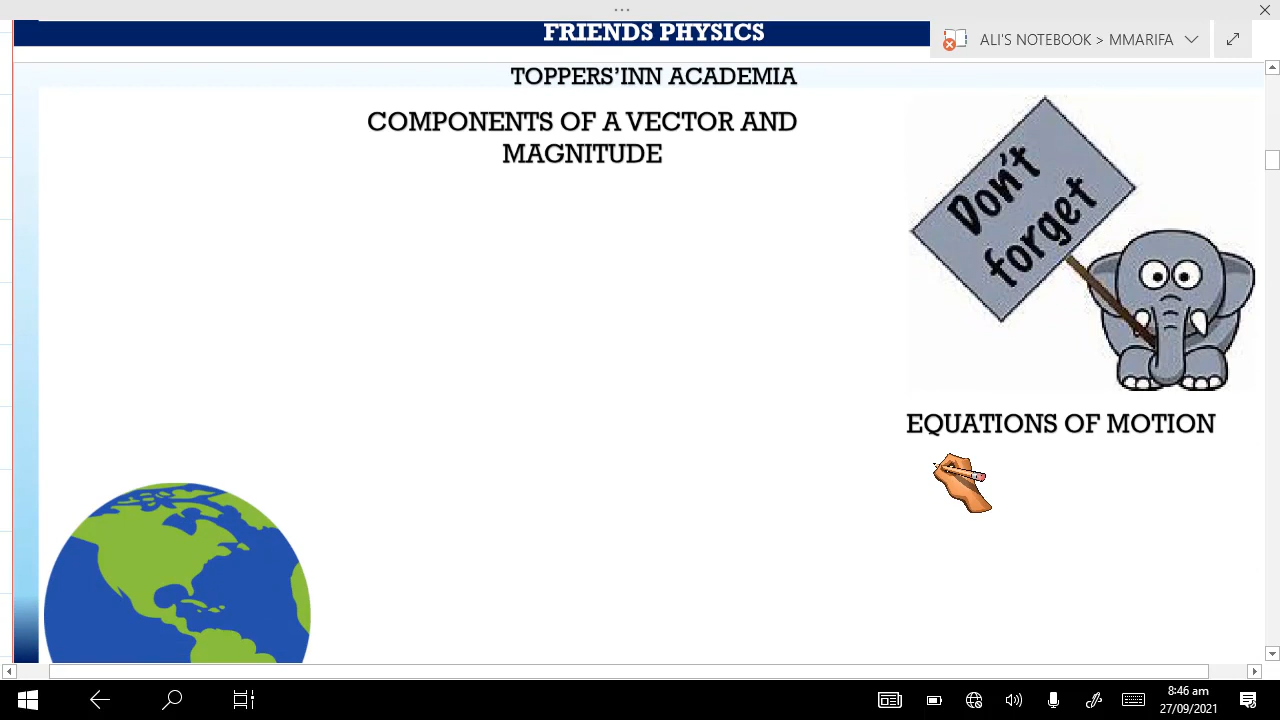 FRIENDS PHYSICS
ALI'S NOTEBOOK > MMARIFA
TOPPERS'INN ACADEMIA
COMPONENTS OF A VECTOR AND
MAGNITUDE
Don't
forget
EQUATIONS OF MOTION
8:46 am
27/09/2021